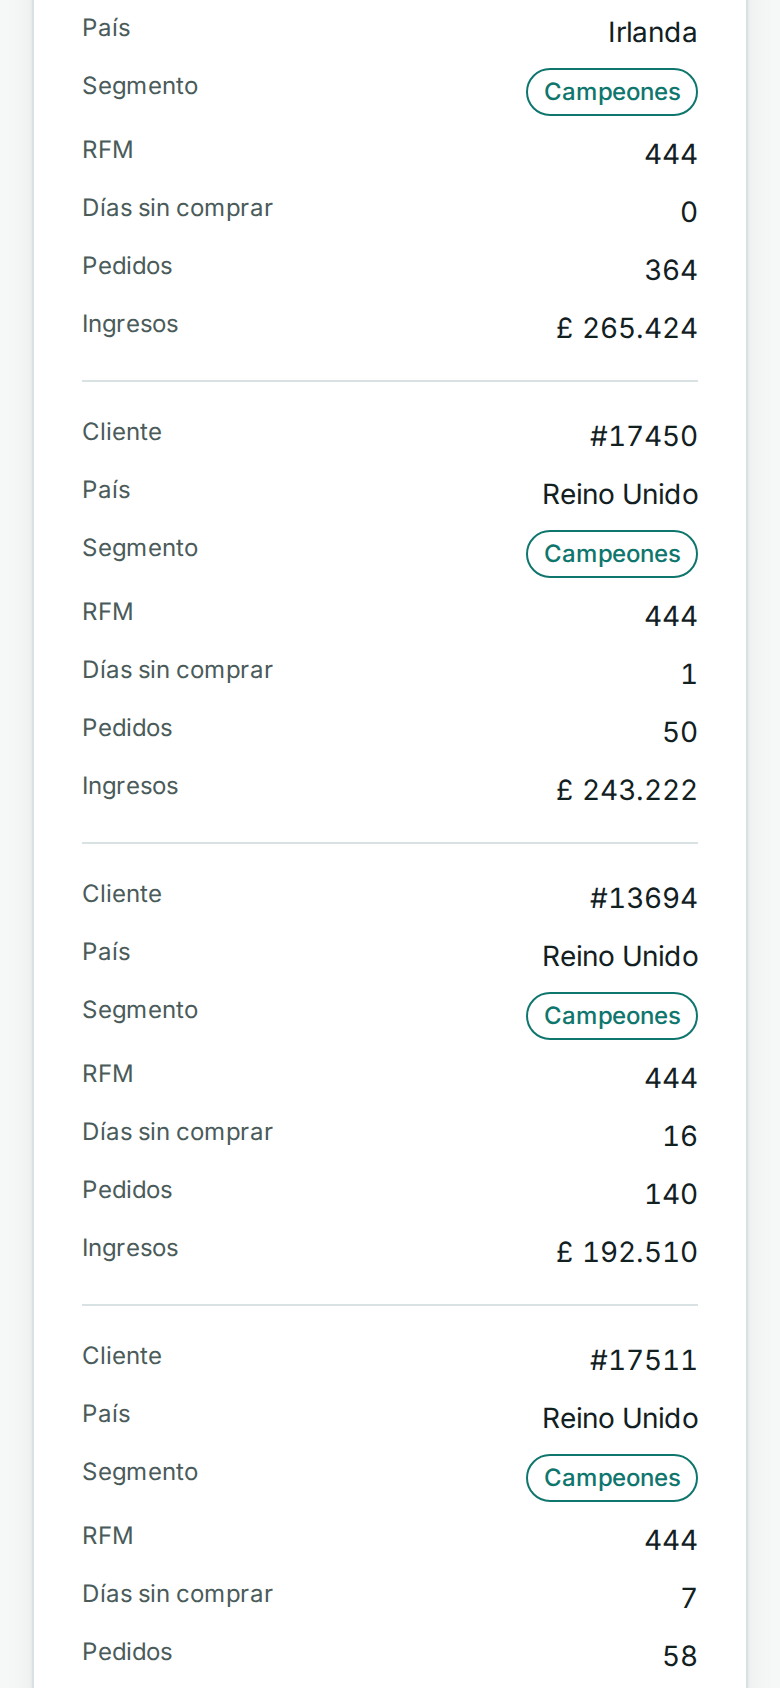 País Irlanda
Segmento Campeones
RFM 444
Días sin comprar 0
Pedidos 364
Ingresos £ 265.424
Cliente #17450
País Reino Unido
Segmento Campeones
RFM 444
Días sin comprar 1
Pedidos 50
Ingresos £ 243.222
Cliente #13694
País Reino Unido
Segmento Campeones
RFM 444
Días sin comprar 16
Pedidos 140
Ingresos £ 192.510
Cliente #17511
País Reino Unido
Segmento Campeones
RFM 444
Días sin comprar 7
Pedidos 58